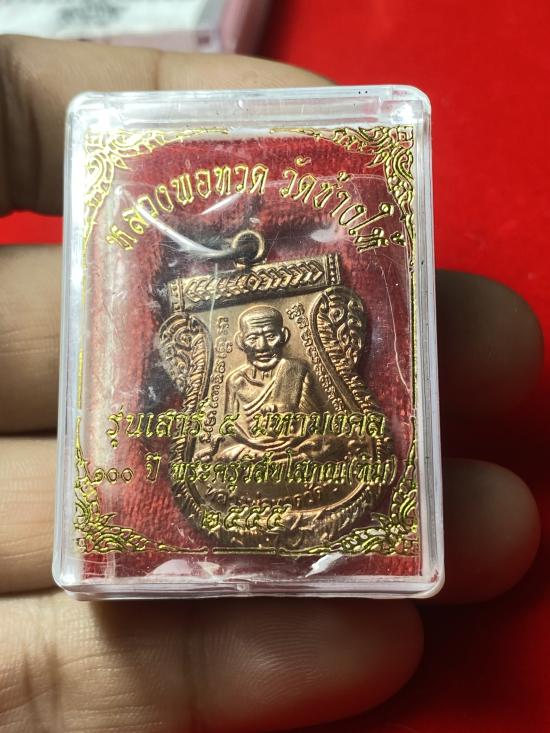 หลวงพ่อทวด วัดช้างให้
รุ่นเสาร์ ๕ มหามงคล
๑๐๐ ปี พระครูวิสัยโสภณ(ทิม)
๒๕๕๕